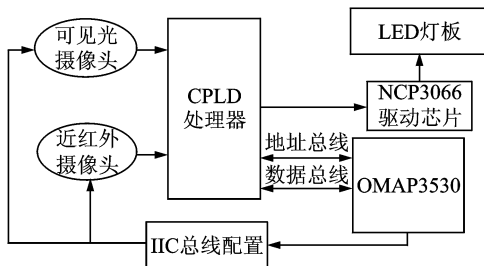 可见光
摄像头
近红外
摄像头
CPLD
处理器
LED灯板
NCP3066
驱动芯片
地址总线
数据总线
OMAP3530
IIC总线配置